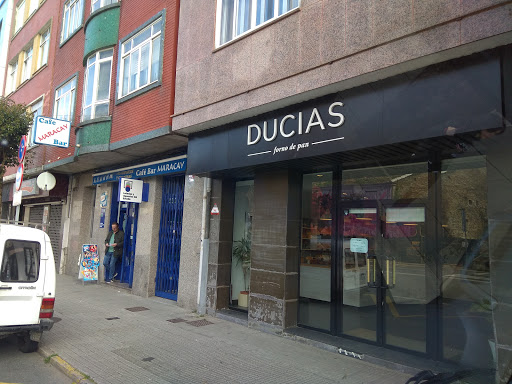 Café
MARACAY
Bar
Café Bar MARACAY
DUCIAS
forno de pan